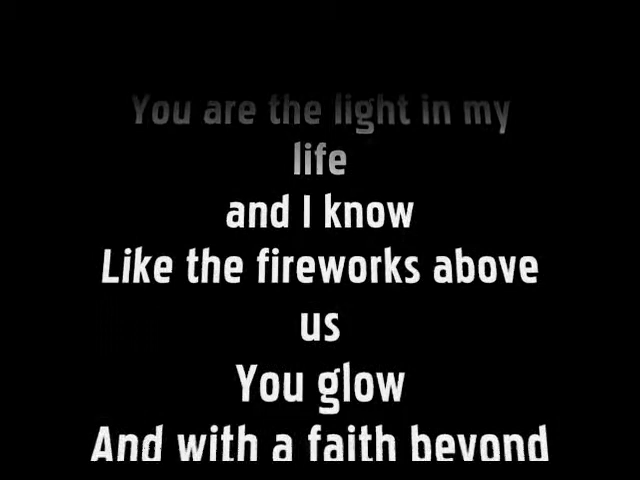 You are the light in my
life
and I know
Like the fireworks above
us
You glow
And with a faith beyond